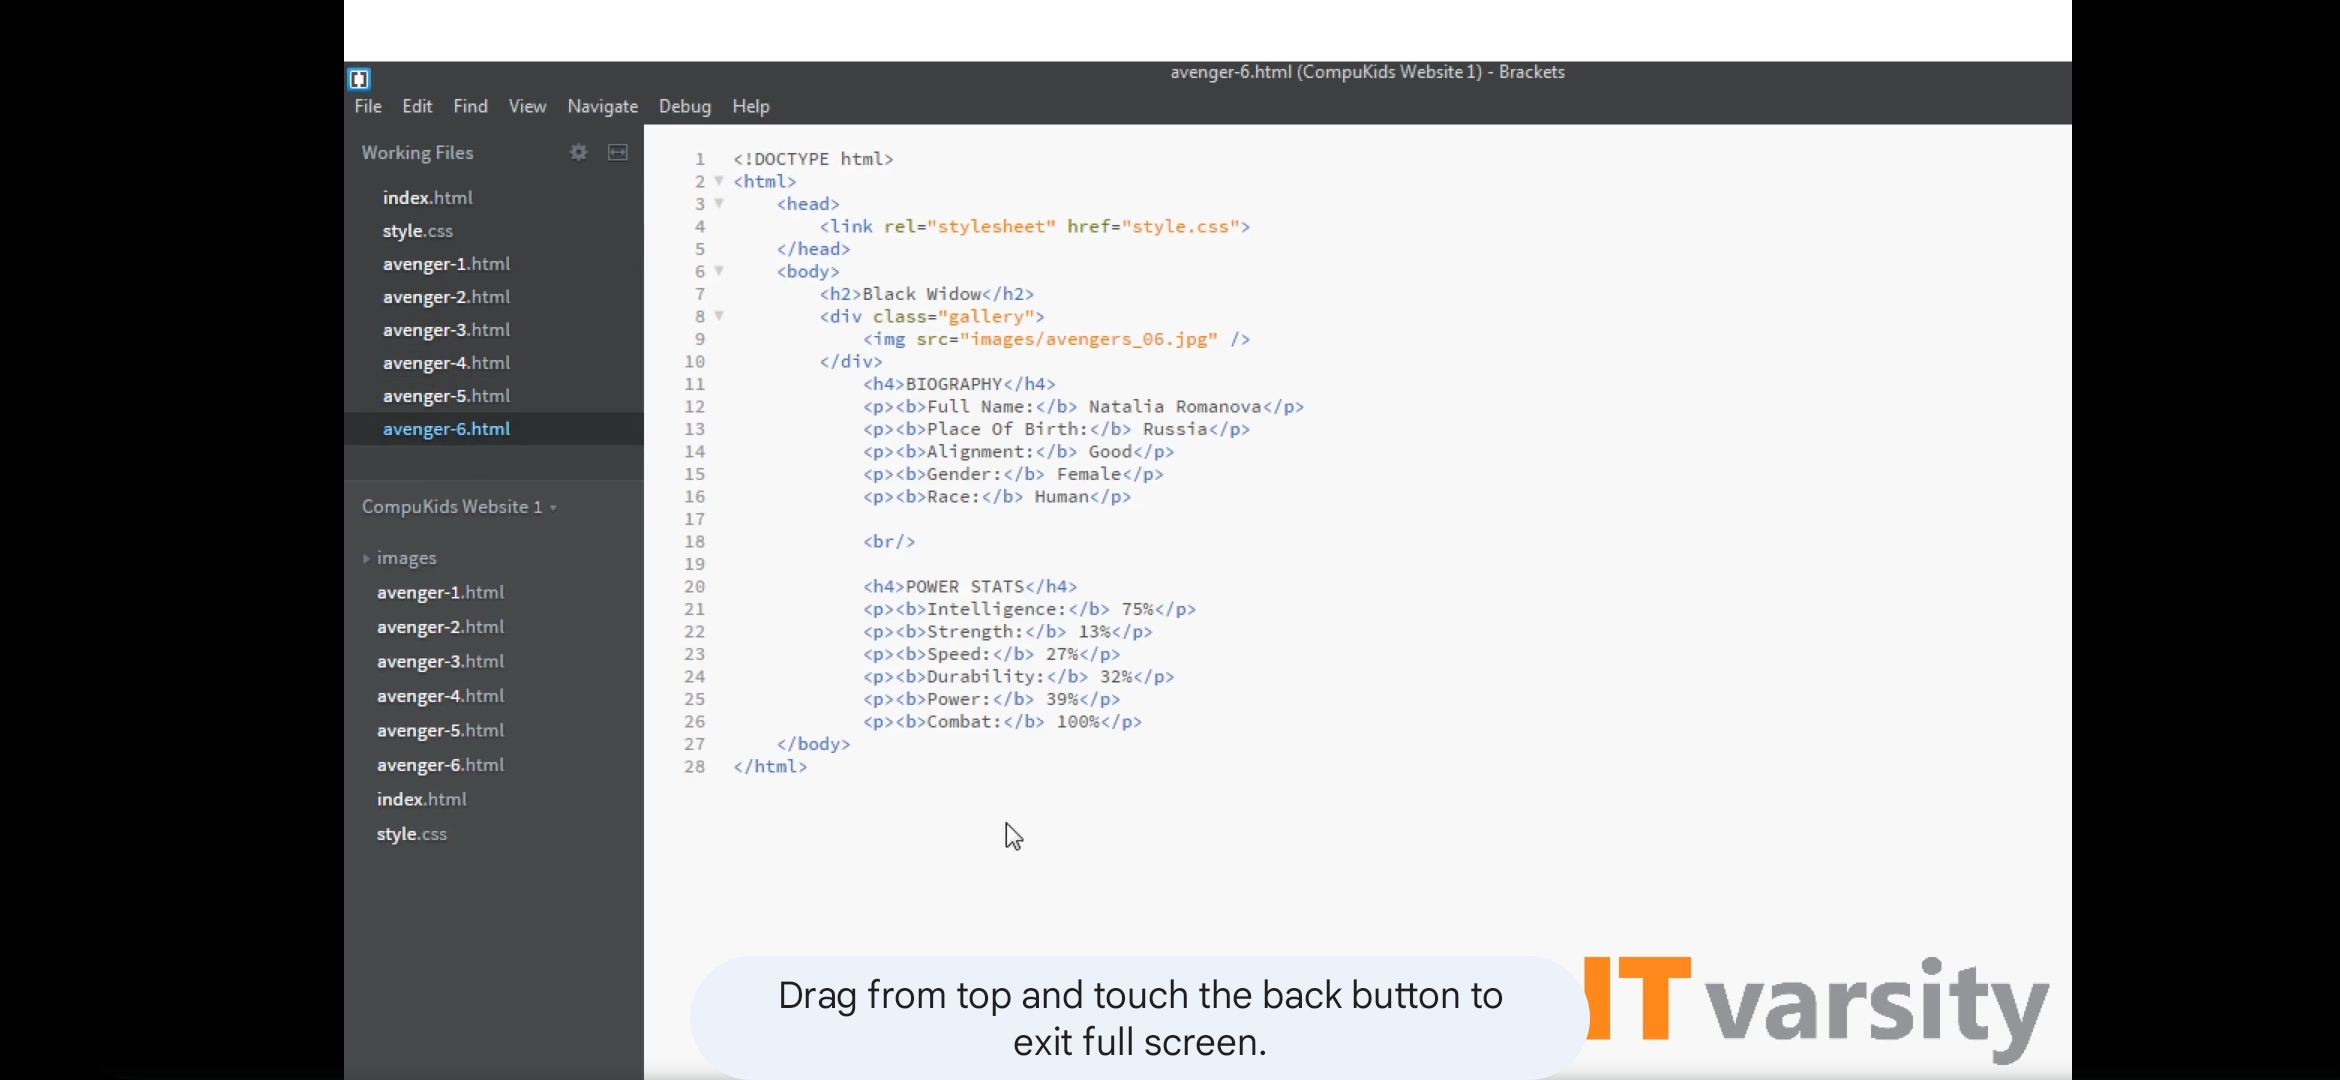 avenger-6.html (CompuKids Website 1) - Brackets
File Edit Find View Navigate Debug Help
Working Files
index.html
style.css
avenger-1.html
avenger-2.html
avenger-3.html
avenger-4.html
avenger-5.html
avenger-6.html
CompuKids Website 1
images
avenger-1.html
avenger-2.html
avenger-3.html
avenger-4.html
avenger-5.html
avenger-6.html
index.html
style.css
1 <!DOCTYPE html>
2 <html>
3 <head>
4 <link rel="stylesheet" href="style.css">
5 </head>
6 <body>
7 <h2>Black Widow</h2>
8 <div class="gallery">
9 <img src="images/avengers_06.jpg" />
10 </div>
11 <h4>BIOGRAPHY</h4>
12 <p><b>Full Name:</b> Natalia Romanova</p>
13 <p><b>Place Of Birth:</b> Russia</p>
14 <p><b>Alignment:</b> Good</p>
15 <p><b>Gender:</b> Female</p>
16 <p><b>Race:</b> Human</p>
17
18 <br/>
19
20 <h4>POWER STATS</h4>
21 <p><b>Intelligence:</b> 75%</p>
22 <p><b>Strength:</b> 13%</p>
23 <p><b>Speed:</b> 27%</p>
24 <p><b>Durability:</b> 32%</p>
25 <p><b>Power:</b> 39%</p>
26 <p><b>Combat:</b> 100%</p>
27 </body>
28 </html>
Drag from top and touch the back button to
exit full screen.
IT varsity